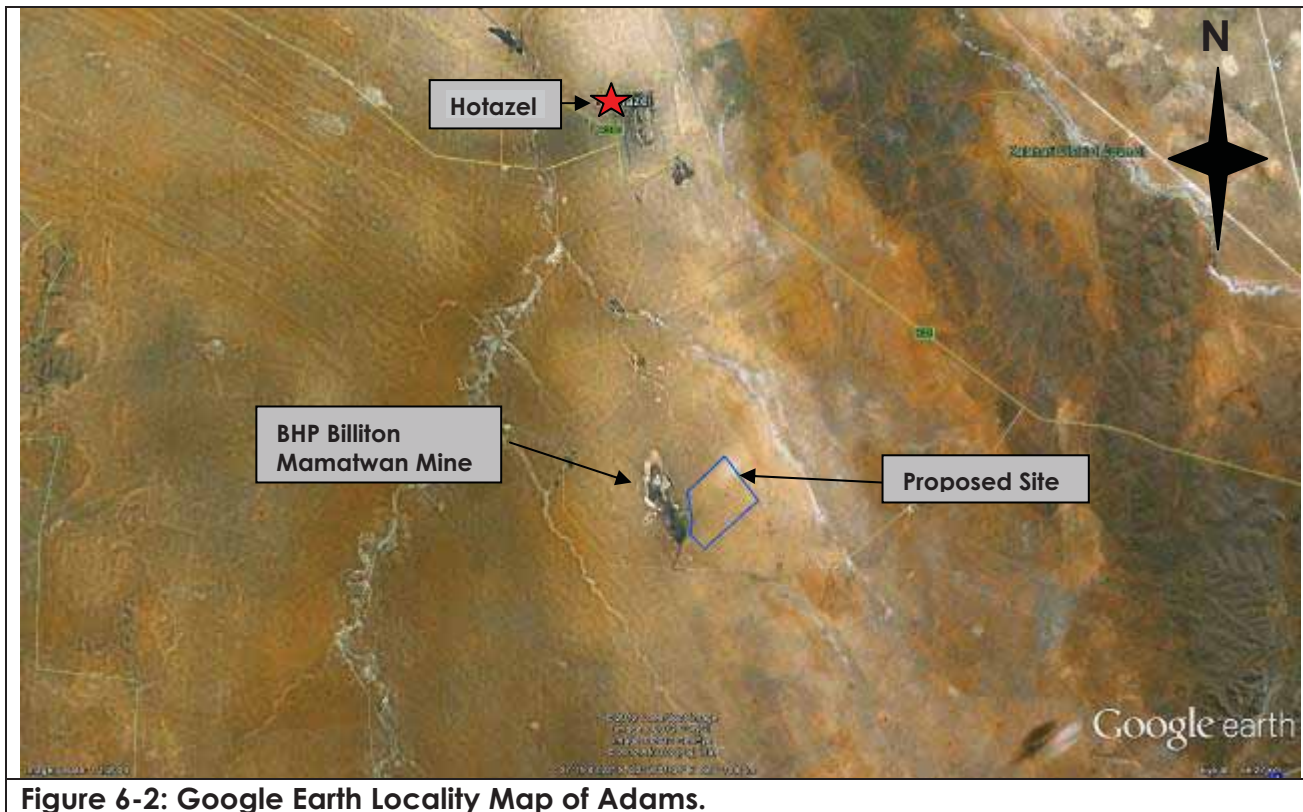 N
Hotazel
BHP Billiton
Mamatwan Mine
Proposed Site
Google earth
Figure 6-2: Google Earth Locality Map of Adams.